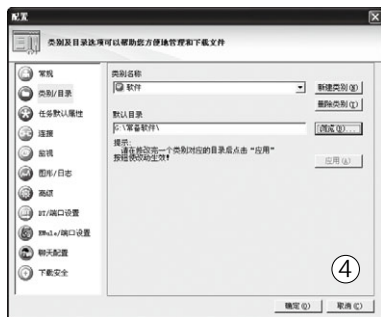 配置
类别及目录选项可以帮助您方便地管理和下载文件
常规
类别/目录
任务默认属性
连接
监视
图形/日志
高级
BT/端口设置
EMule/端口设置
聊天配置
下载安全
类别名称
软件
新建类别(N)
删除类别(T)
默认目录
G:\常备软件\
浏览(D)...
提示:
请在修改完一个类别对应的目录后点击“应用”
按钮使改动生效!
应用(A)
④
确定(O)
取消(C)